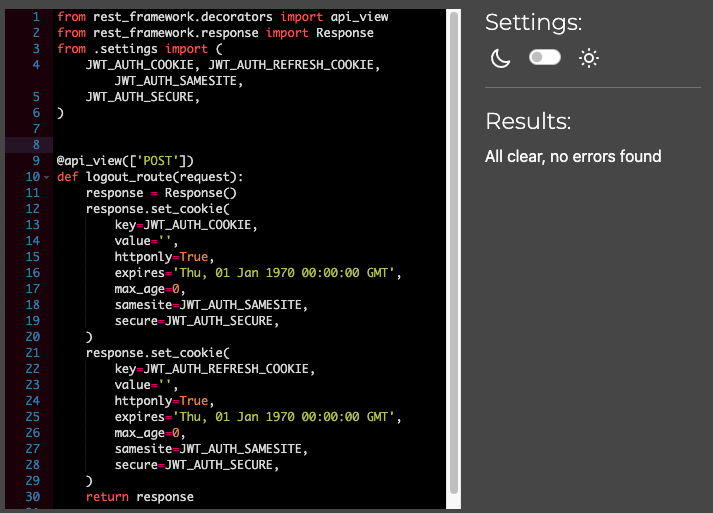 1 from rest_framework.decorators import api_view
2 from rest_framework.response import Response
3 from .settings import (
4     JWT_AUTH_COOKIE, JWT_AUTH_REFRESH_COOKIE,
        JWT_AUTH_SAMESITE,
5     JWT_AUTH_SECURE,
6 )
7
8
9 @api_view(['POST'])
10 def logout_route(request):
11     response = Response()
12     response.set_cookie(
13         key=JWT_AUTH_COOKIE,
14         value='',
15         httponly=True,
16         expires='Thu, 01 Jan 1970 00:00:00 GMT',
17         max_age=0,
18         samesite=JWT_AUTH_SAMESITE,
19         secure=JWT_AUTH_SECURE,
20     )
21     response.set_cookie(
22         key=JWT_AUTH_REFRESH_COOKIE,
23         value='',
24         httponly=True,
25         expires='Thu, 01 Jan 1970 00:00:00 GMT',
26         max_age=0,
27         samesite=JWT_AUTH_SAMESITE,
28         secure=JWT_AUTH_SECURE,
29     )
30     return response
Settings:
Results:
All clear, no errors found